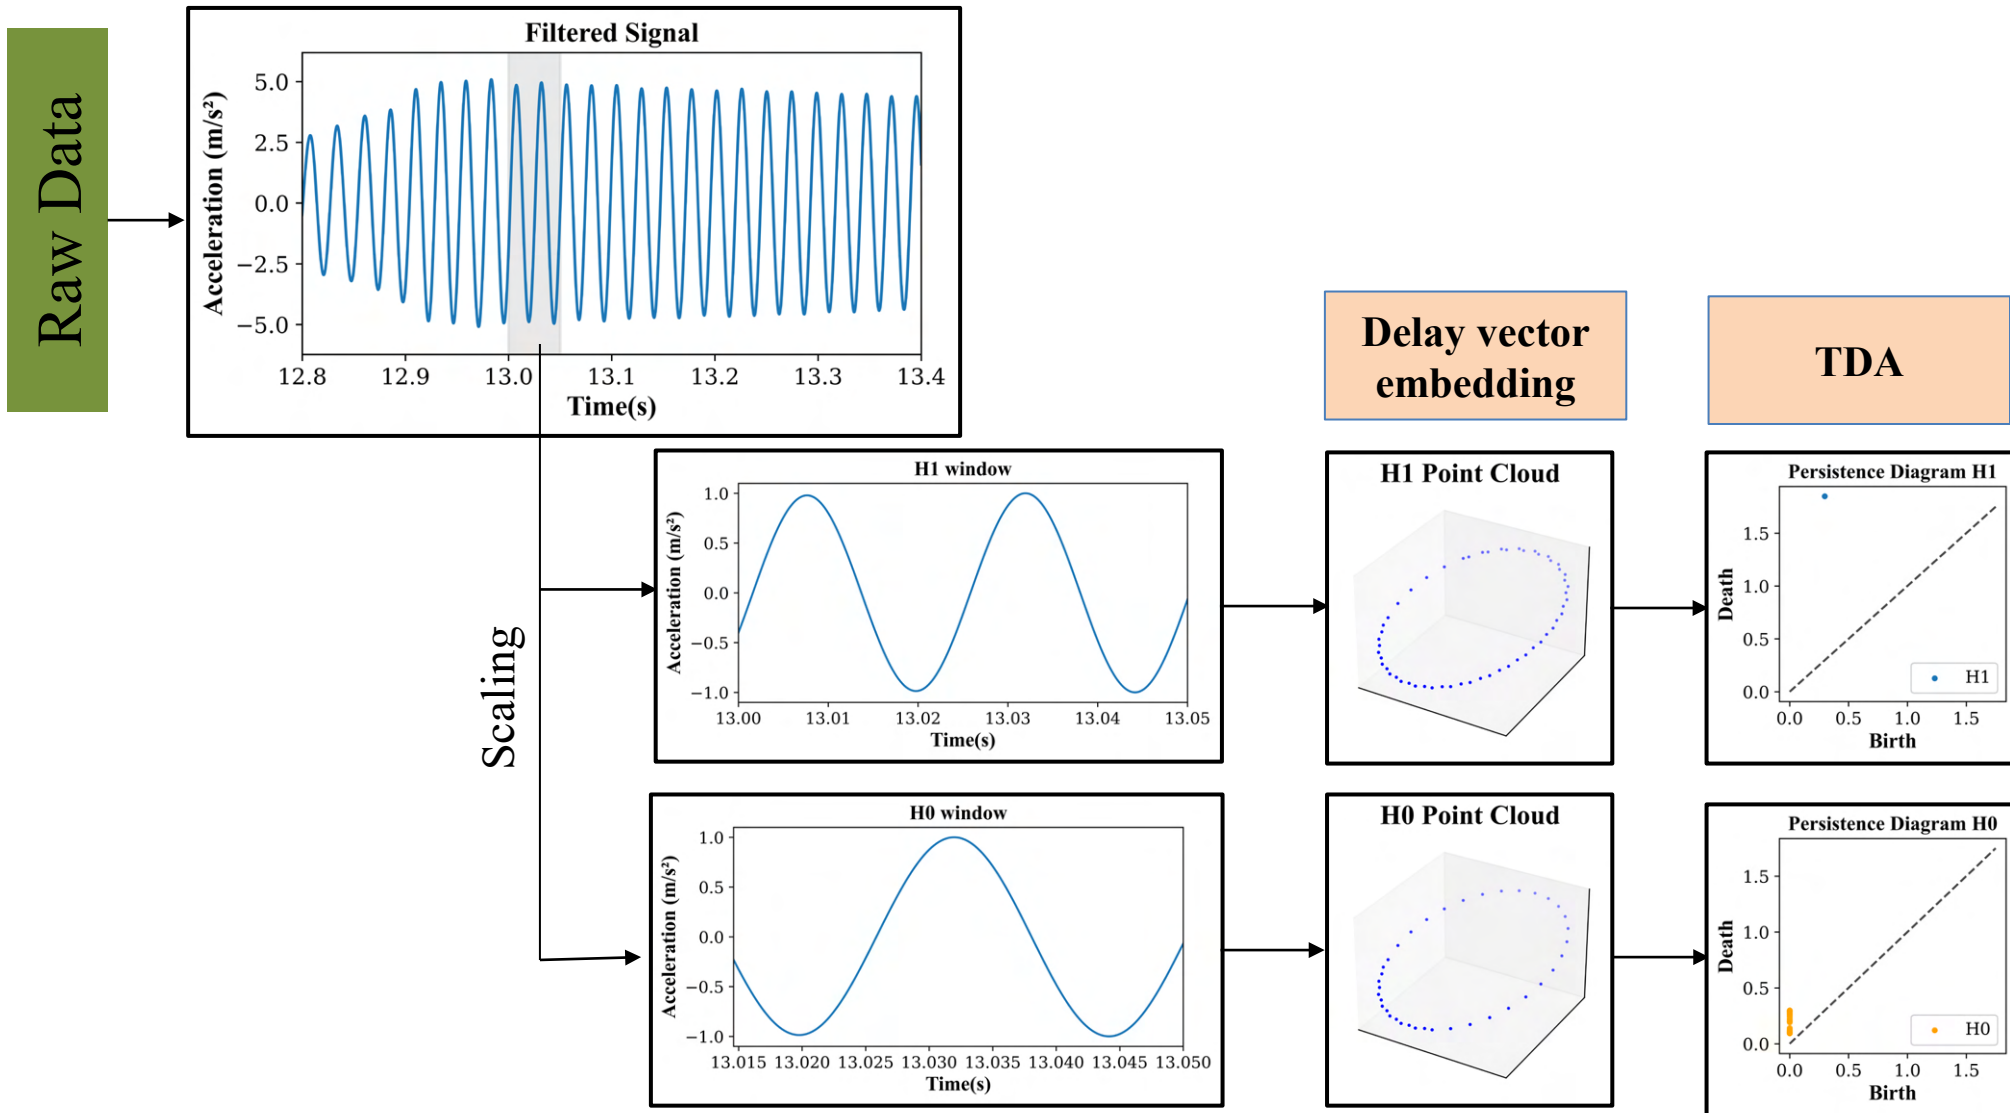 Raw Data
Filtered Signal
Acceleration (m/s²)
5.0
2.5
0.0
−2.5
−5.0
12.8 12.9 13.0 13.1 13.2 13.3 13.4
Time(s)
Scaling
Delay vector
embedding
TDA
H1 window
Acceleration (m/s²)
1.0
0.5
0.0
−0.5
−1.0
13.00 13.01 13.02 13.03 13.04 13.05
Time(s)
H1 Point Cloud
Persistence Diagram H1
Death
1.5
1.0
0.5
0.0
H1
0.0 0.5 1.0 1.5
Birth
H0 window
Acceleration (m/s²)
1.0
0.5
0.0
−0.5
−1.0
13.015 13.020 13.025 13.030 13.035 13.040 13.045 13.050
Time(s)
H0 Point Cloud
Persistence Diagram H0
Death
1.5
1.0
0.5
0.0
H0
0.0 0.5 1.0 1.5
Birth